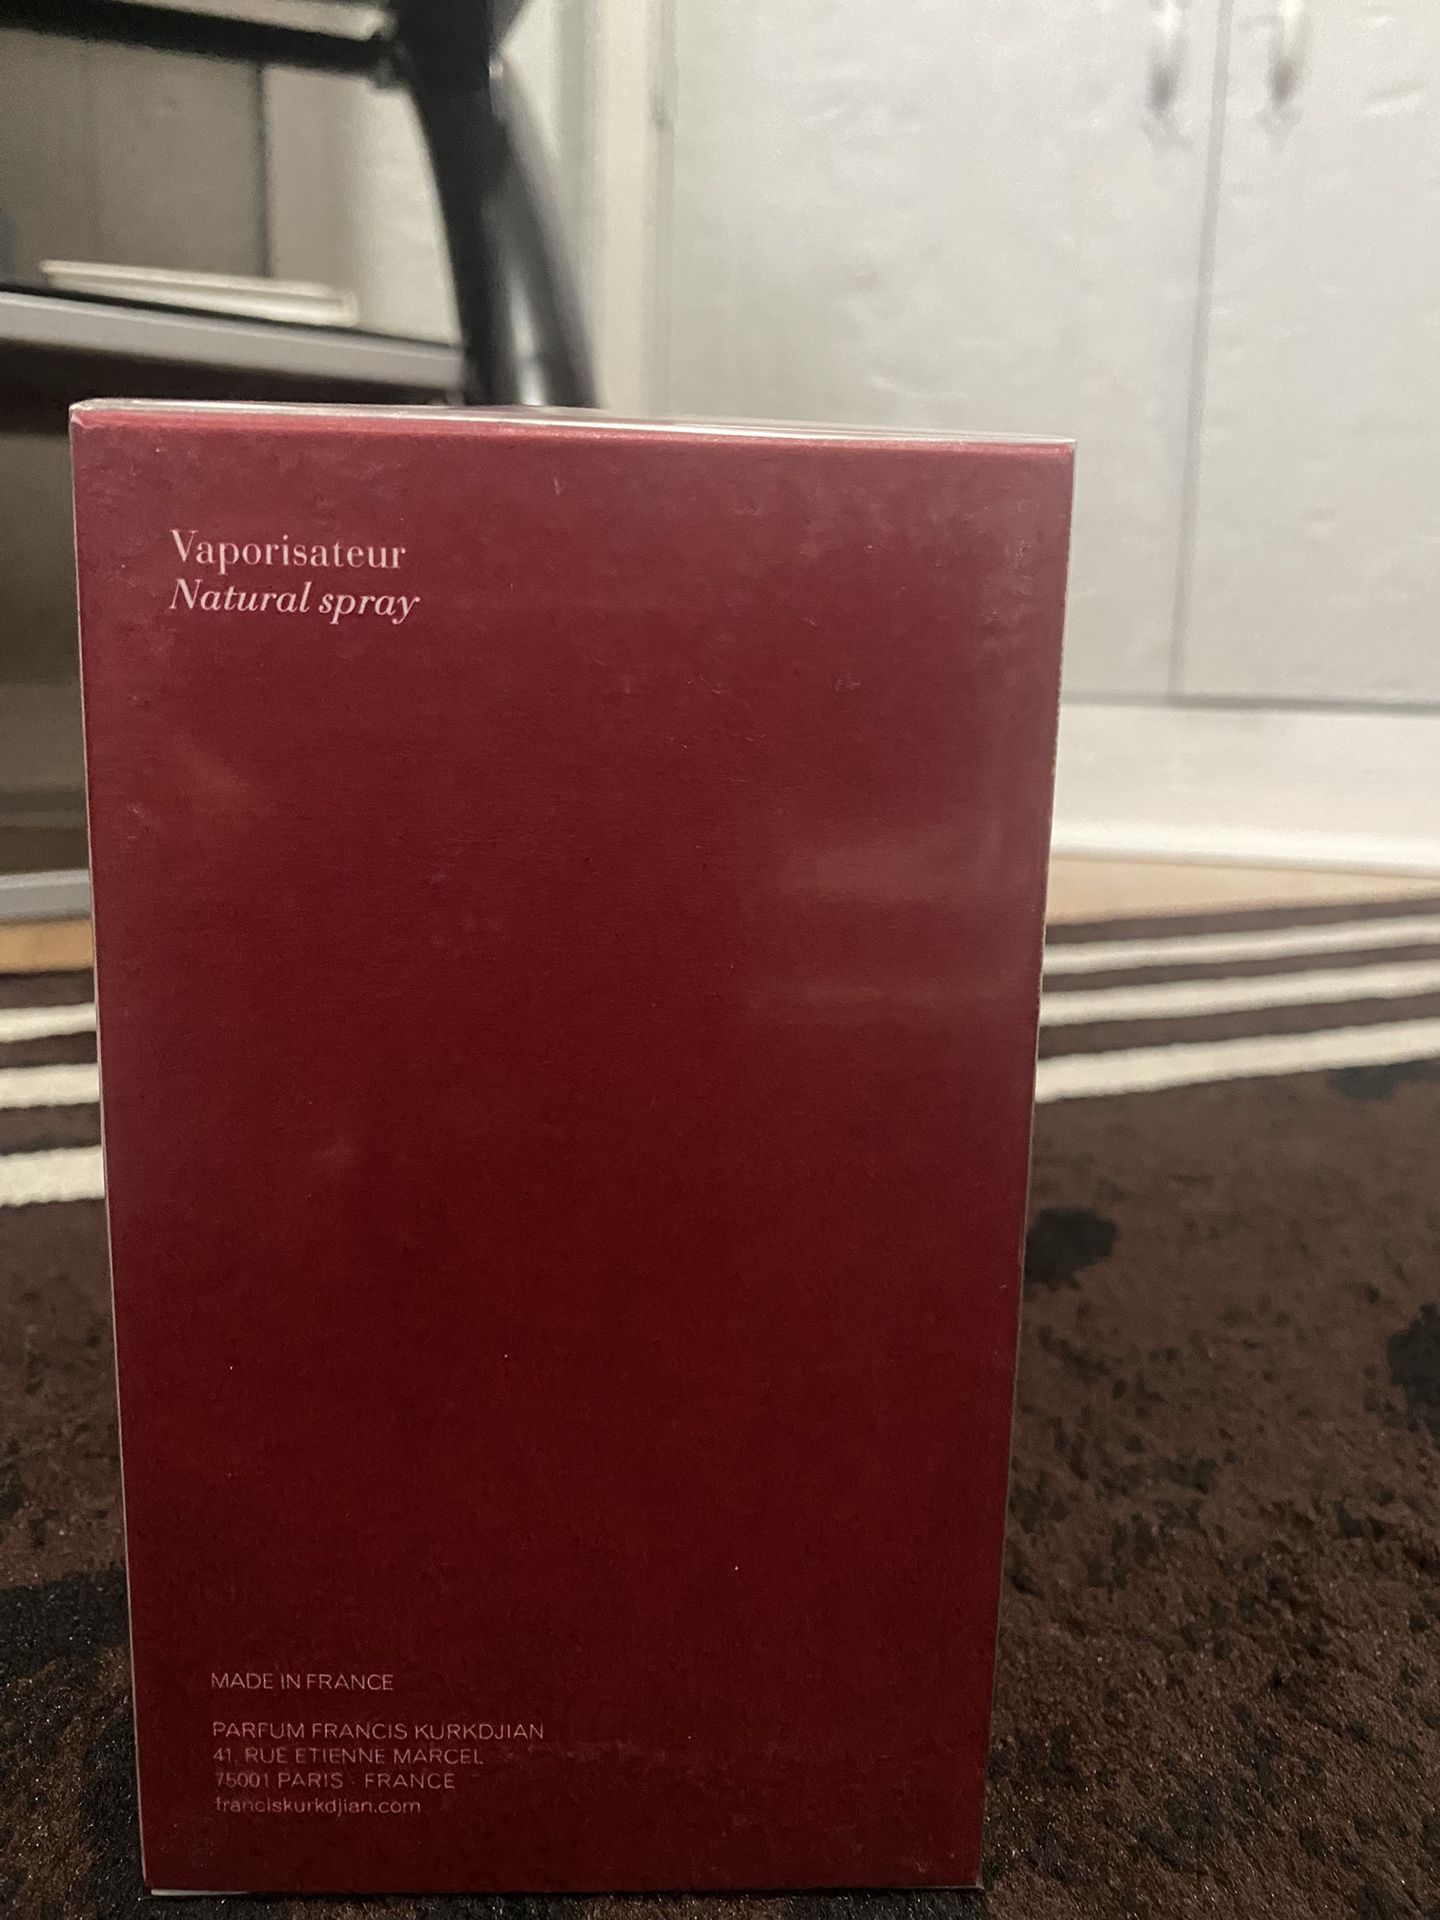 Vaporisateur
Natural spray
MADE IN FRANCE
PARFUM FRANCIS KURKDJIAN
41, RUE ETIENNE MARCEL
75001 PARIS - FRANCE
franciskurkdjian.com